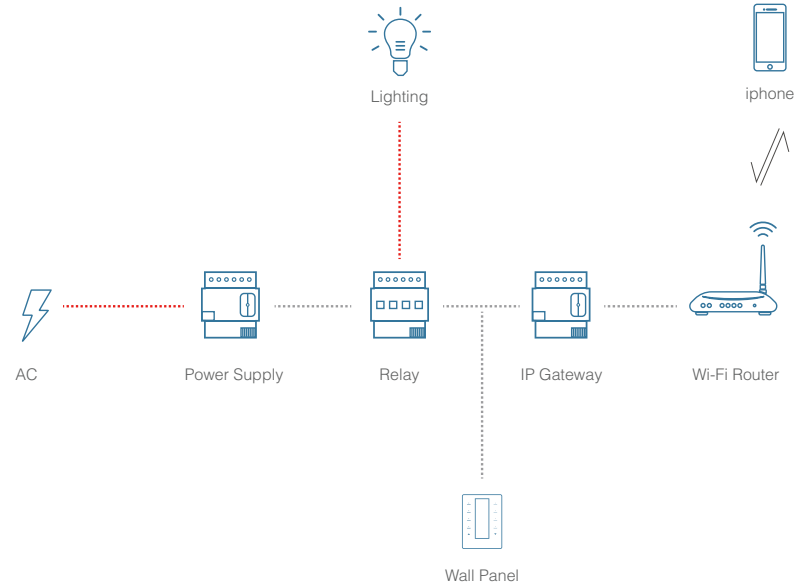 Lighting
iphone
AC
Power Supply
Relay
IP Gateway
Wi-Fi Router
Wall Panel